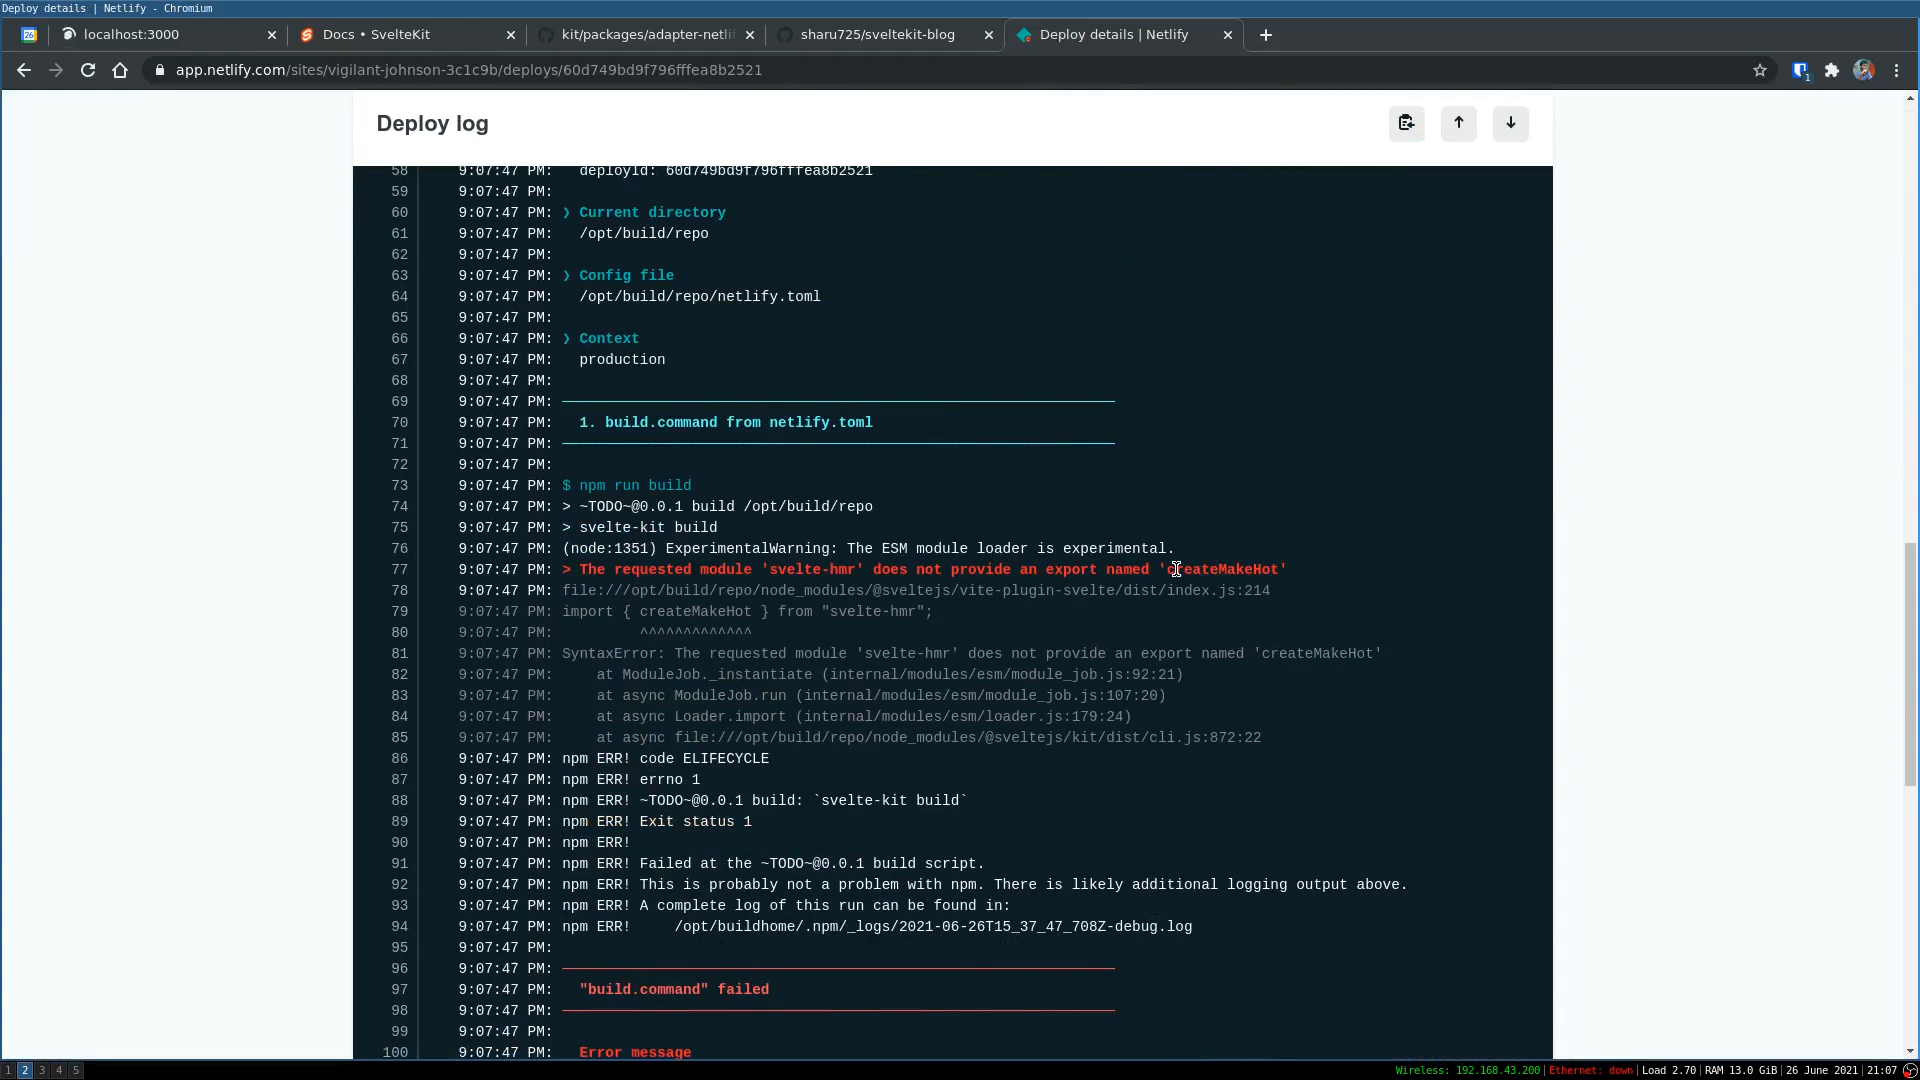 Deploy details | Netlify - Chromium
26 localhost:3000 Docs • SvelteKit kit/packages/adapter-netlif sharu725/sveltekit-blog Deploy details | Netlify
app.netlify.com/sites/vigilant-johnson-3c1c9b/deploys/60d749bd9f796fffea8b2521 1
Deploy log
58 9:07:47 PM: deployId: 60d749bd9f796fffea8b2521
59 9:07:47 PM:
60 9:07:47 PM: ❯ Current directory
61 9:07:47 PM: /opt/build/repo
62 9:07:47 PM:
63 9:07:47 PM: ❯ Config file
64 9:07:47 PM: /opt/build/repo/netlify.toml
65 9:07:47 PM:
66 9:07:47 PM: ❯ Context
67 9:07:47 PM: production
68 9:07:47 PM:
69 9:07:47 PM: ────────────────────────────────────────────────────────────────
70 9:07:47 PM: 1. build.command from netlify.toml
71 9:07:47 PM: ────────────────────────────────────────────────────────────────
72 9:07:47 PM:
73 9:07:47 PM: $ npm run build
74 9:07:47 PM: > ~TODO~@0.0.1 build /opt/build/repo
75 9:07:47 PM: > svelte-kit build
76 9:07:47 PM: (node:1351) ExperimentalWarning: The ESM module loader is experimental.
77 9:07:47 PM: > The requested module 'svelte-hmr' does not provide an export named 'createMakeHot'
78 9:07:47 PM: file:///opt/build/repo/node_modules/@sveltejs/vite-plugin-svelte/dist/index.js:214
79 9:07:47 PM: import { createMakeHot } from "svelte-hmr";
80 9:07:47 PM: ^^^^^^^^^^^^^
81 9:07:47 PM: SyntaxError: The requested module 'svelte-hmr' does not provide an export named 'createMakeHot'
82 9:07:47 PM: at ModuleJob._instantiate (internal/modules/esm/module_job.js:92:21)
83 9:07:47 PM: at async ModuleJob.run (internal/modules/esm/module_job.js:107:20)
84 9:07:47 PM: at async Loader.import (internal/modules/esm/loader.js:179:24)
85 9:07:47 PM: at async file:///opt/build/repo/node_modules/@sveltejs/kit/dist/cli.js:872:22
86 9:07:47 PM: npm ERR! code ELIFECYCLE
87 9:07:47 PM: npm ERR! errno 1
88 9:07:47 PM: npm ERR! ~TODO~@0.0.1 build: `svelte-kit build`
89 9:07:47 PM: npm ERR! Exit status 1
90 9:07:47 PM: npm ERR!
91 9:07:47 PM: npm ERR! Failed at the ~TODO~@0.0.1 build script.
92 9:07:47 PM: npm ERR! This is probably not a problem with npm. There is likely additional logging output above.
93 9:07:47 PM: npm ERR! A complete log of this run can be found in:
94 9:07:47 PM: npm ERR! /opt/buildhome/.npm/_logs/2021-06-26T15_37_47_708Z-debug.log
95 9:07:47 PM:
96 9:07:47 PM: ────────────────────────────────────────────────────────────────
97 9:07:47 PM: "build.command" failed
98 9:07:47 PM: ────────────────────────────────────────────────────────────────
99 9:07:47 PM:
100 9:07:47 PM: Error message
1 2 3 4 5 Wireless: 192.168.43.200 | Ethernet: down | Load 2.70 | RAM 13.0 GiB | 26 June 2021 | 21:07